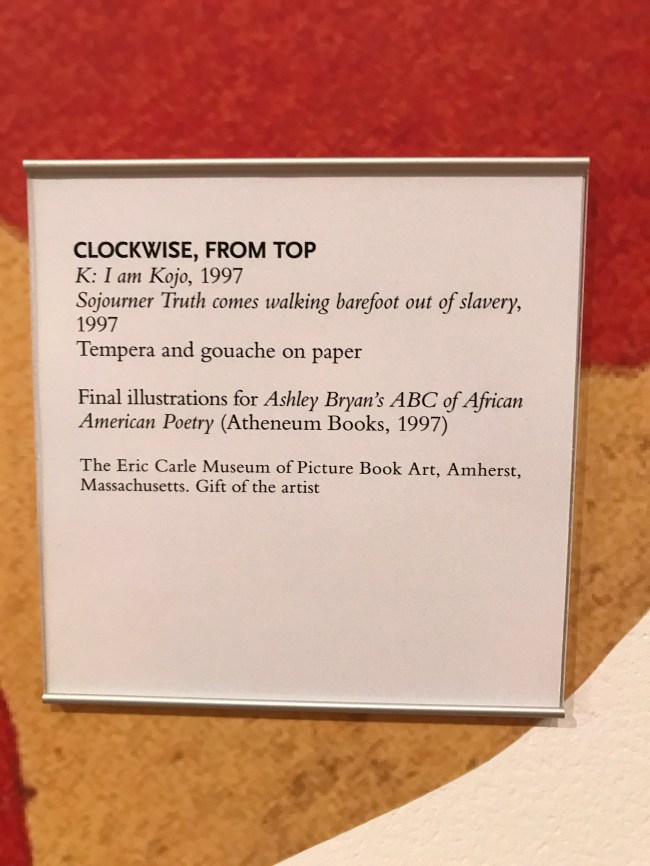 CLOCKWISE, FROM TOP
K: I am Kojo, 1997
Sojourner Truth comes walking barefoot out of slavery,
1997
Tempera and gouache on paper
Final illustrations for Ashley Bryan's ABC of African
American Poetry (Atheneum Books, 1997)
The Eric Carle Museum of Picture Book Art, Amherst,
Massachusetts. Gift of the artist